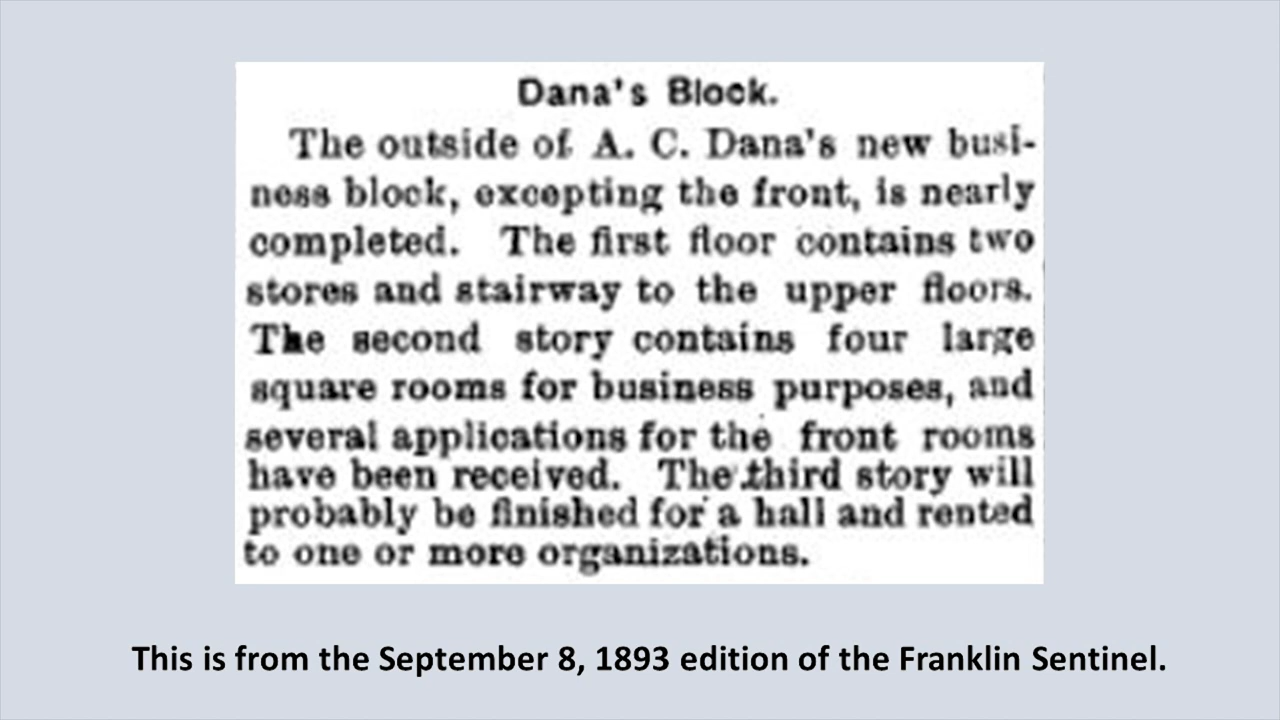 Dana's Block.
The outside of A. C. Dana's new busi-
ness block, excepting the front, is nearly
completed. The first floor contains two
stores and stairway to the upper floors.
The second story contains four large
square rooms for business purposes, and
several applications for the front rooms
have been received. The third story will
probably be finished for a hall and rented
to one or more organizations.
This is from the September 8, 1893 edition of the Franklin Sentinel.